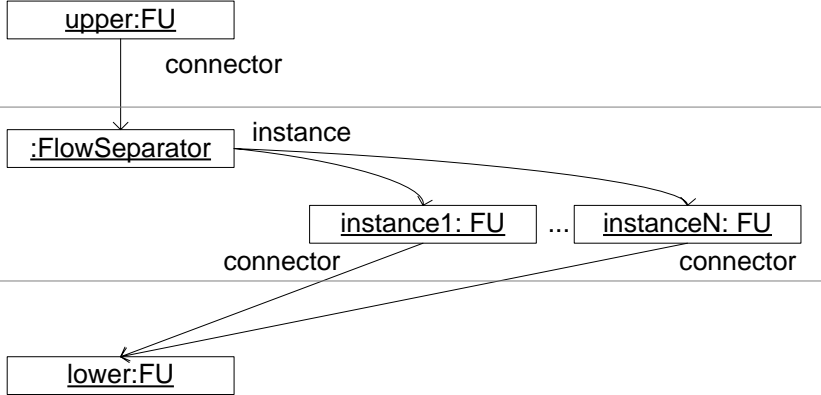 upper:FU
connector
:FlowSeparator
instance
instance1: FU ... instanceN: FU
connector
connector
lower:FU